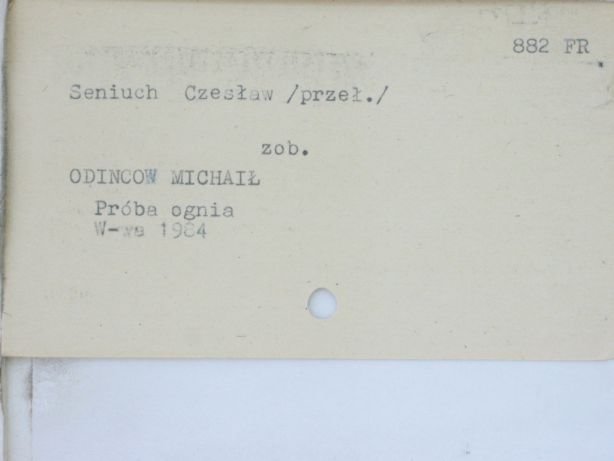 882 FR
Seniuch Czesław /przeł./
zob.
ODINCOW MICHAIŁ
Próba ognia
W-wa 1984